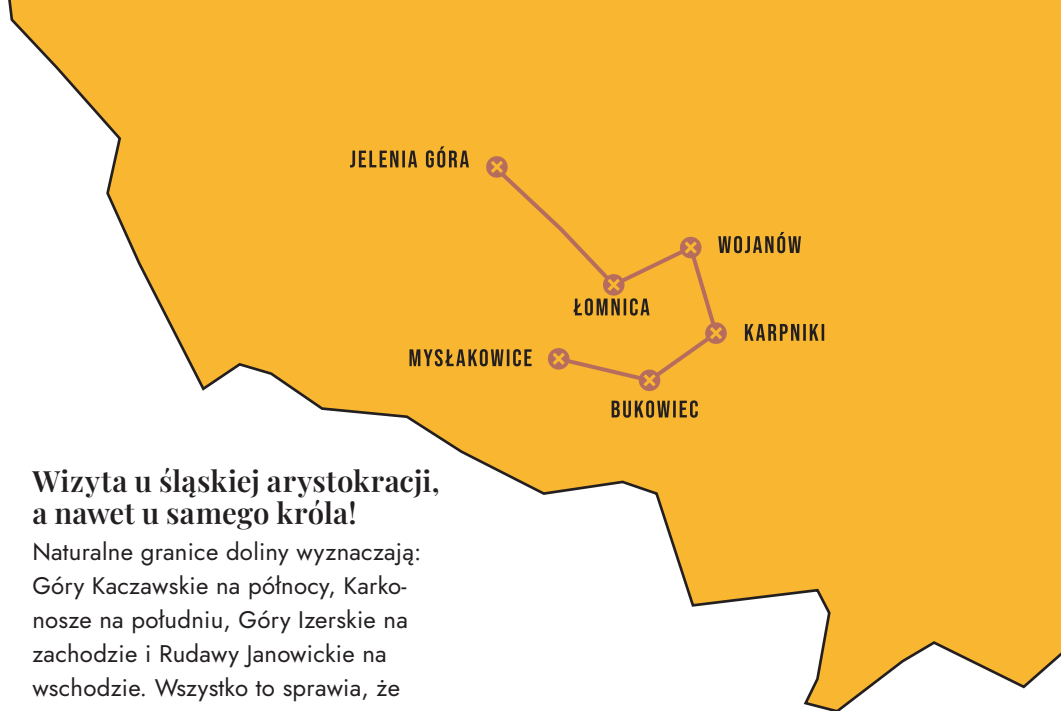 JELENIA GÓRA
WOJANÓW
ŁOMNICA
KARPNIKI
MYSŁAKOWICE
BUKOWIEC
Wizyta u śląskiej arystokracji,
a nawet u samego króla!
Naturalne granice doliny wyznaczają:
Góry Kaczawskie na północy, Karko-
nosze na południu, Góry Izerskie na
zachodzie i Rudawy Janowickie na
wschodzie. Wszystko to sprawia, że